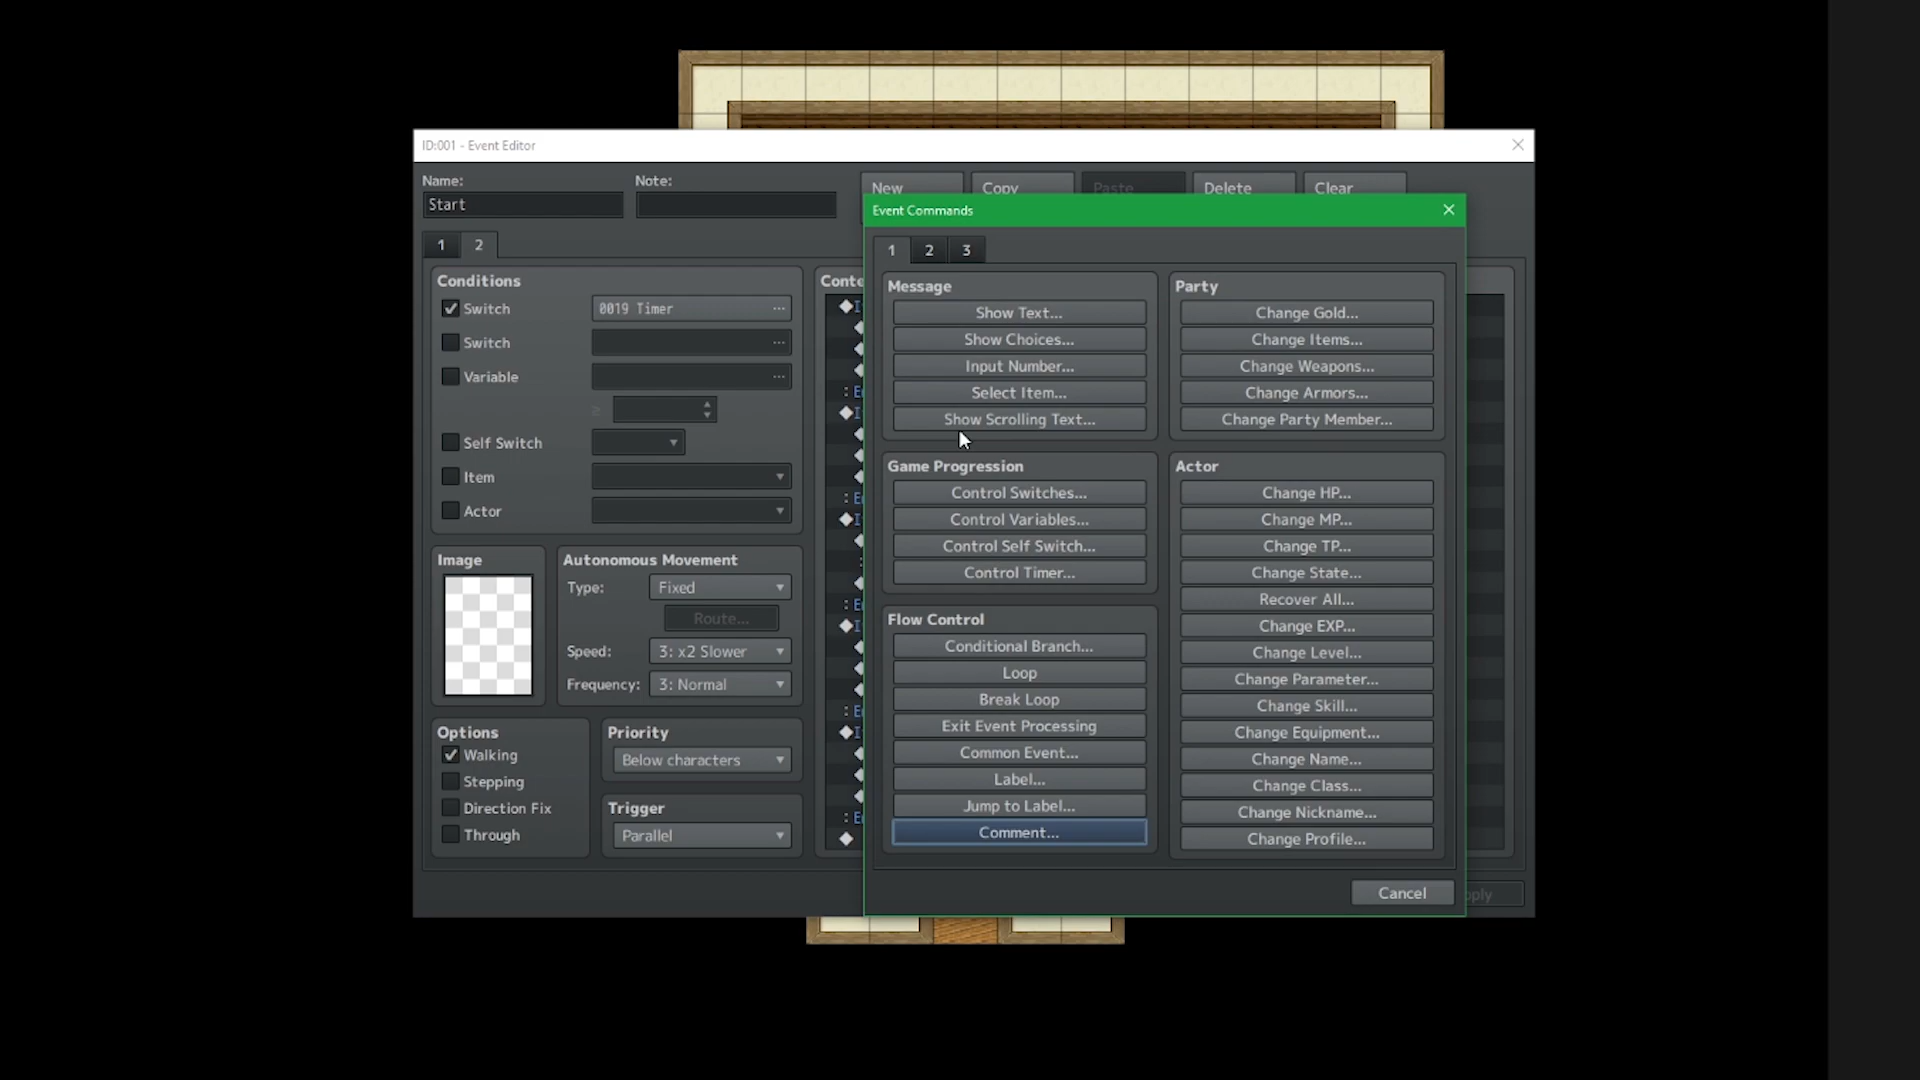 ID:001 - Event Editor
Name:
Note:
Start
New
Copy
Paste
Delete
Clear
1
2
Conditions
Switch
0019 Timer
...
Switch
...
Variable
...
≥
Self Switch
Item
Actor
Image
Autonomous Movement
Type:
Fixed
Route...
Speed:
3: x2 Slower
Frequency:
3: Normal
Options
Walking
Stepping
Direction Fix
Through
Priority
Below characters
Trigger
Parallel
Conte
Event Commands
1
2
3
Message
Show Text...
Show Choices...
Input Number...
Select Item...
Show Scrolling Text...
Game Progression
Control Switches...
Control Variables...
Control Self Switch...
Control Timer...
Flow Control
Conditional Branch...
Loop
Break Loop
Exit Event Processing
Common Event...
Label...
Jump to Label...
Comment...
Party
Change Gold...
Change Items...
Change Weapons...
Change Armors...
Change Party Member...
Actor
Change HP...
Change MP...
Change TP...
Change State...
Recover All...
Change EXP...
Change Level...
Change Parameter...
Change Skill...
Change Equipment...
Change Name...
Change Class...
Change Nickname...
Change Profile...
Cancel
pply